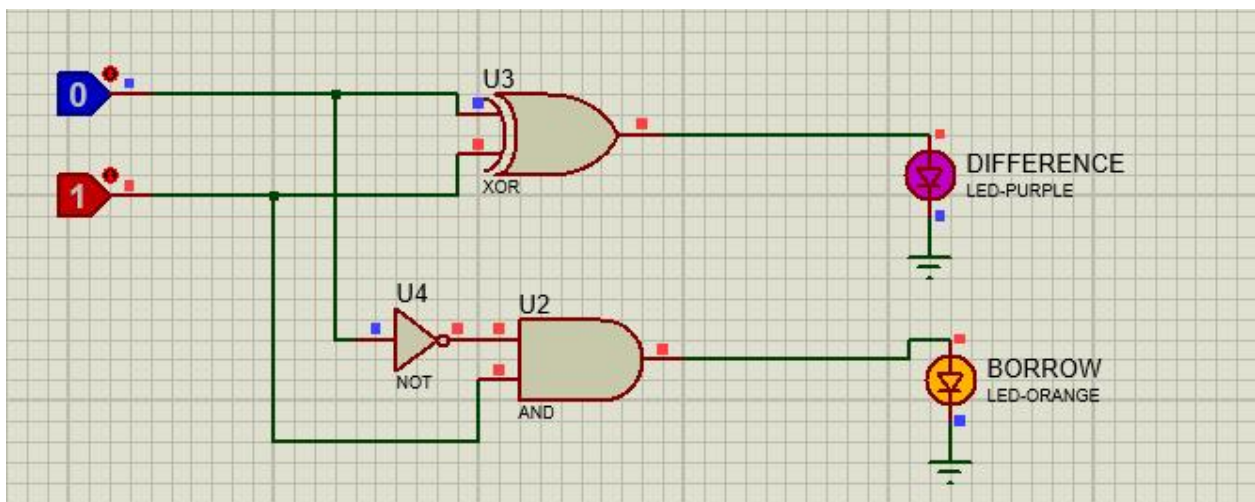 0
U3
XOR
DIFFERENCE
LED-PURPLE
1
U4
NOT
U2
AND
BORROW
LED-ORANGE